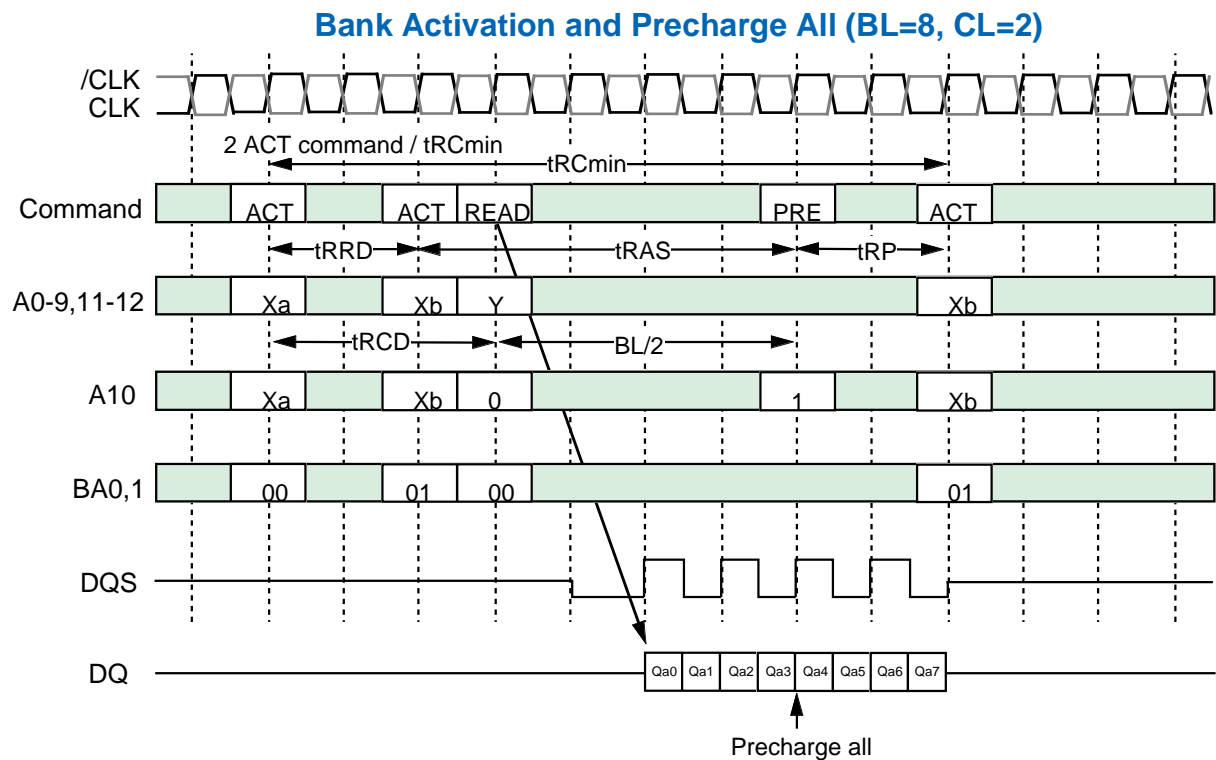 Bank Activation and Precharge All (BL=8, CL=2)
/CLK
CLK
2 ACT command / tRCmin
tRCmin
Command ACT ACT READ PRE ACT
tRRD tRAS tRP
A0-9,11-12 Xa Xb Y Xb
tRCD BL/2
A10 Xa Xb 0 1 Xb
BA0,1 00 01 00 01
DQS
DQ Qa0 Qa1 Qa2 Qa3 Qa4 Qa5 Qa6 Qa7
Precharge all